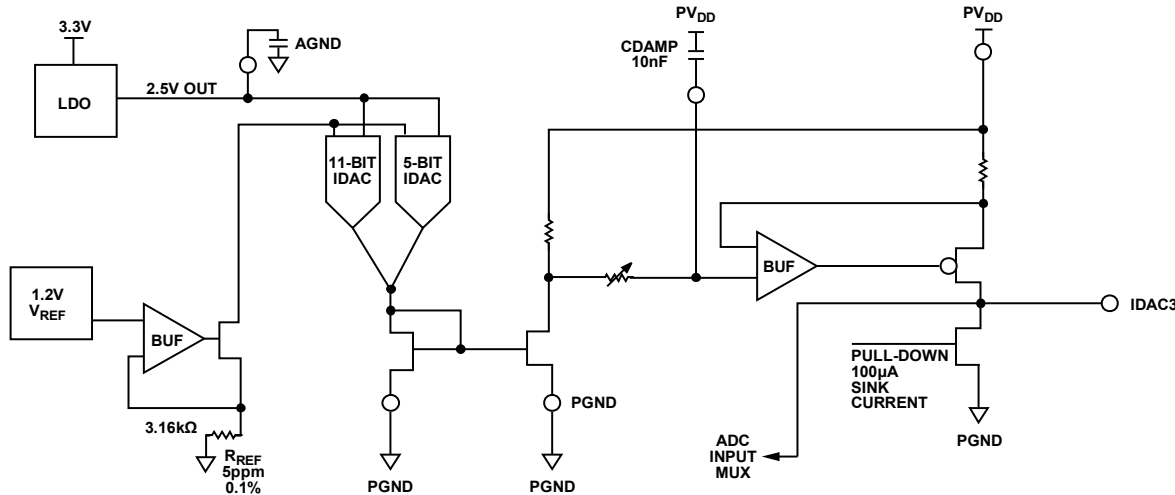 3.3V
LDO
2.5V OUT
AGND
PVDD
CDAMP
10nF
PVDD
11-BIT
IDAC
5-BIT
IDAC
1.2V
VREF
BUF
BUF
IDAC3
3.16kΩ
RREF
5ppm
0.1%
PGND
PGND
PGND
PULL-DOWN
100µA
SINK
CURRENT
PGND
ADC
INPUT
MUX